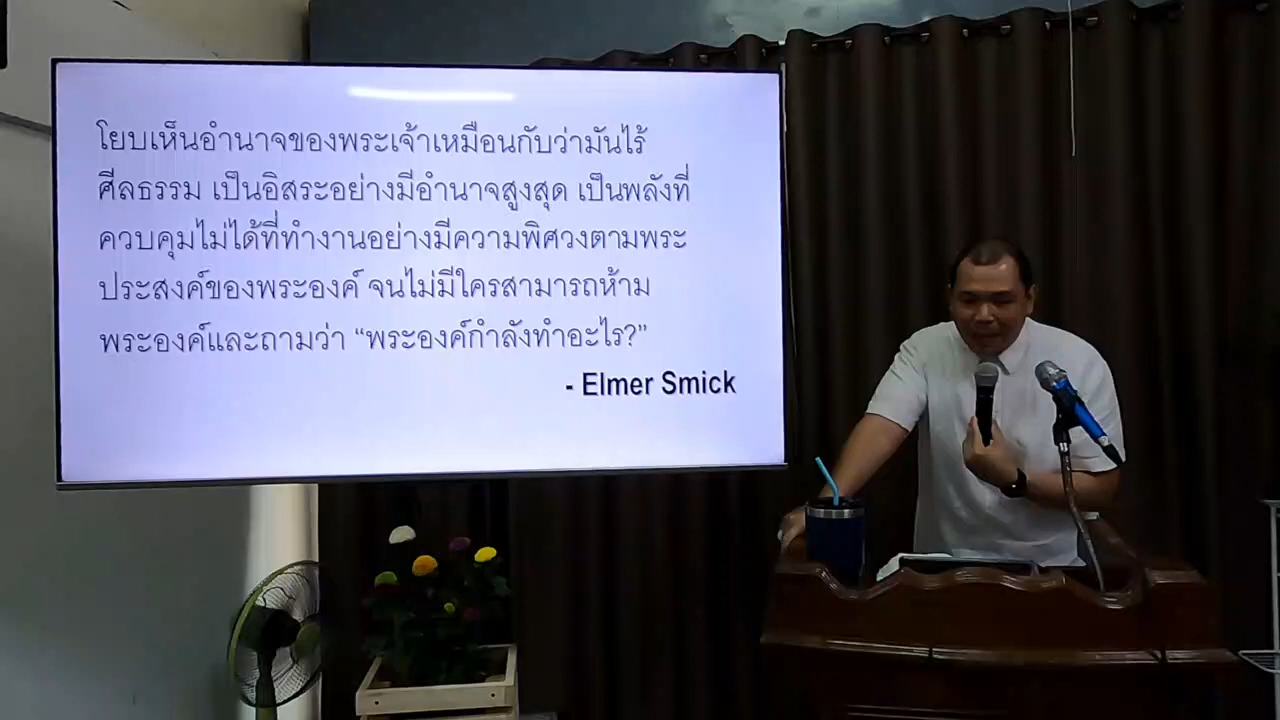 โยบเห็นอำนาจของพระเจ้าเหมือนกับว่ามันไร้
ศีลธรรม เป็นอิสระอย่างมีอำนาจสูงสุด เป็นพลังที่
ควบคุมไม่ได้ที่ทำงานอย่างมีความพิศวงตามพระ
ประสงค์ของพระองค์ จนไม่มีใครสามารถห้าม
พระองค์และถามว่า “พระองค์กำลังทำอะไร?”
- Elmer Smick